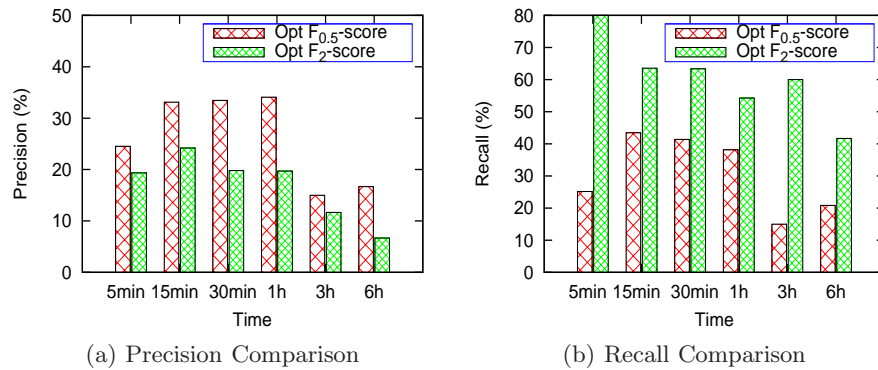 50
40
30
20
10
0
Precision (%)
Opt F0.5-score
Opt F2-score
5min 15min 30min 1h 3h 6h
Time
(a) Precision Comparison
80
70
60
50
40
30
20
10
0
Recall (%)
Opt F0.5-score
Opt F2-score
5min 15min 30min 1h 3h 6h
Time
(b) Recall Comparison